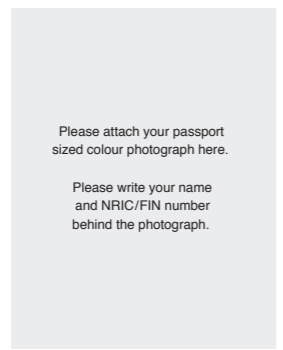 Please attach your passport
sized colour photograph here.
Please write your name
and NRIC/FIN number
behind the photograph.